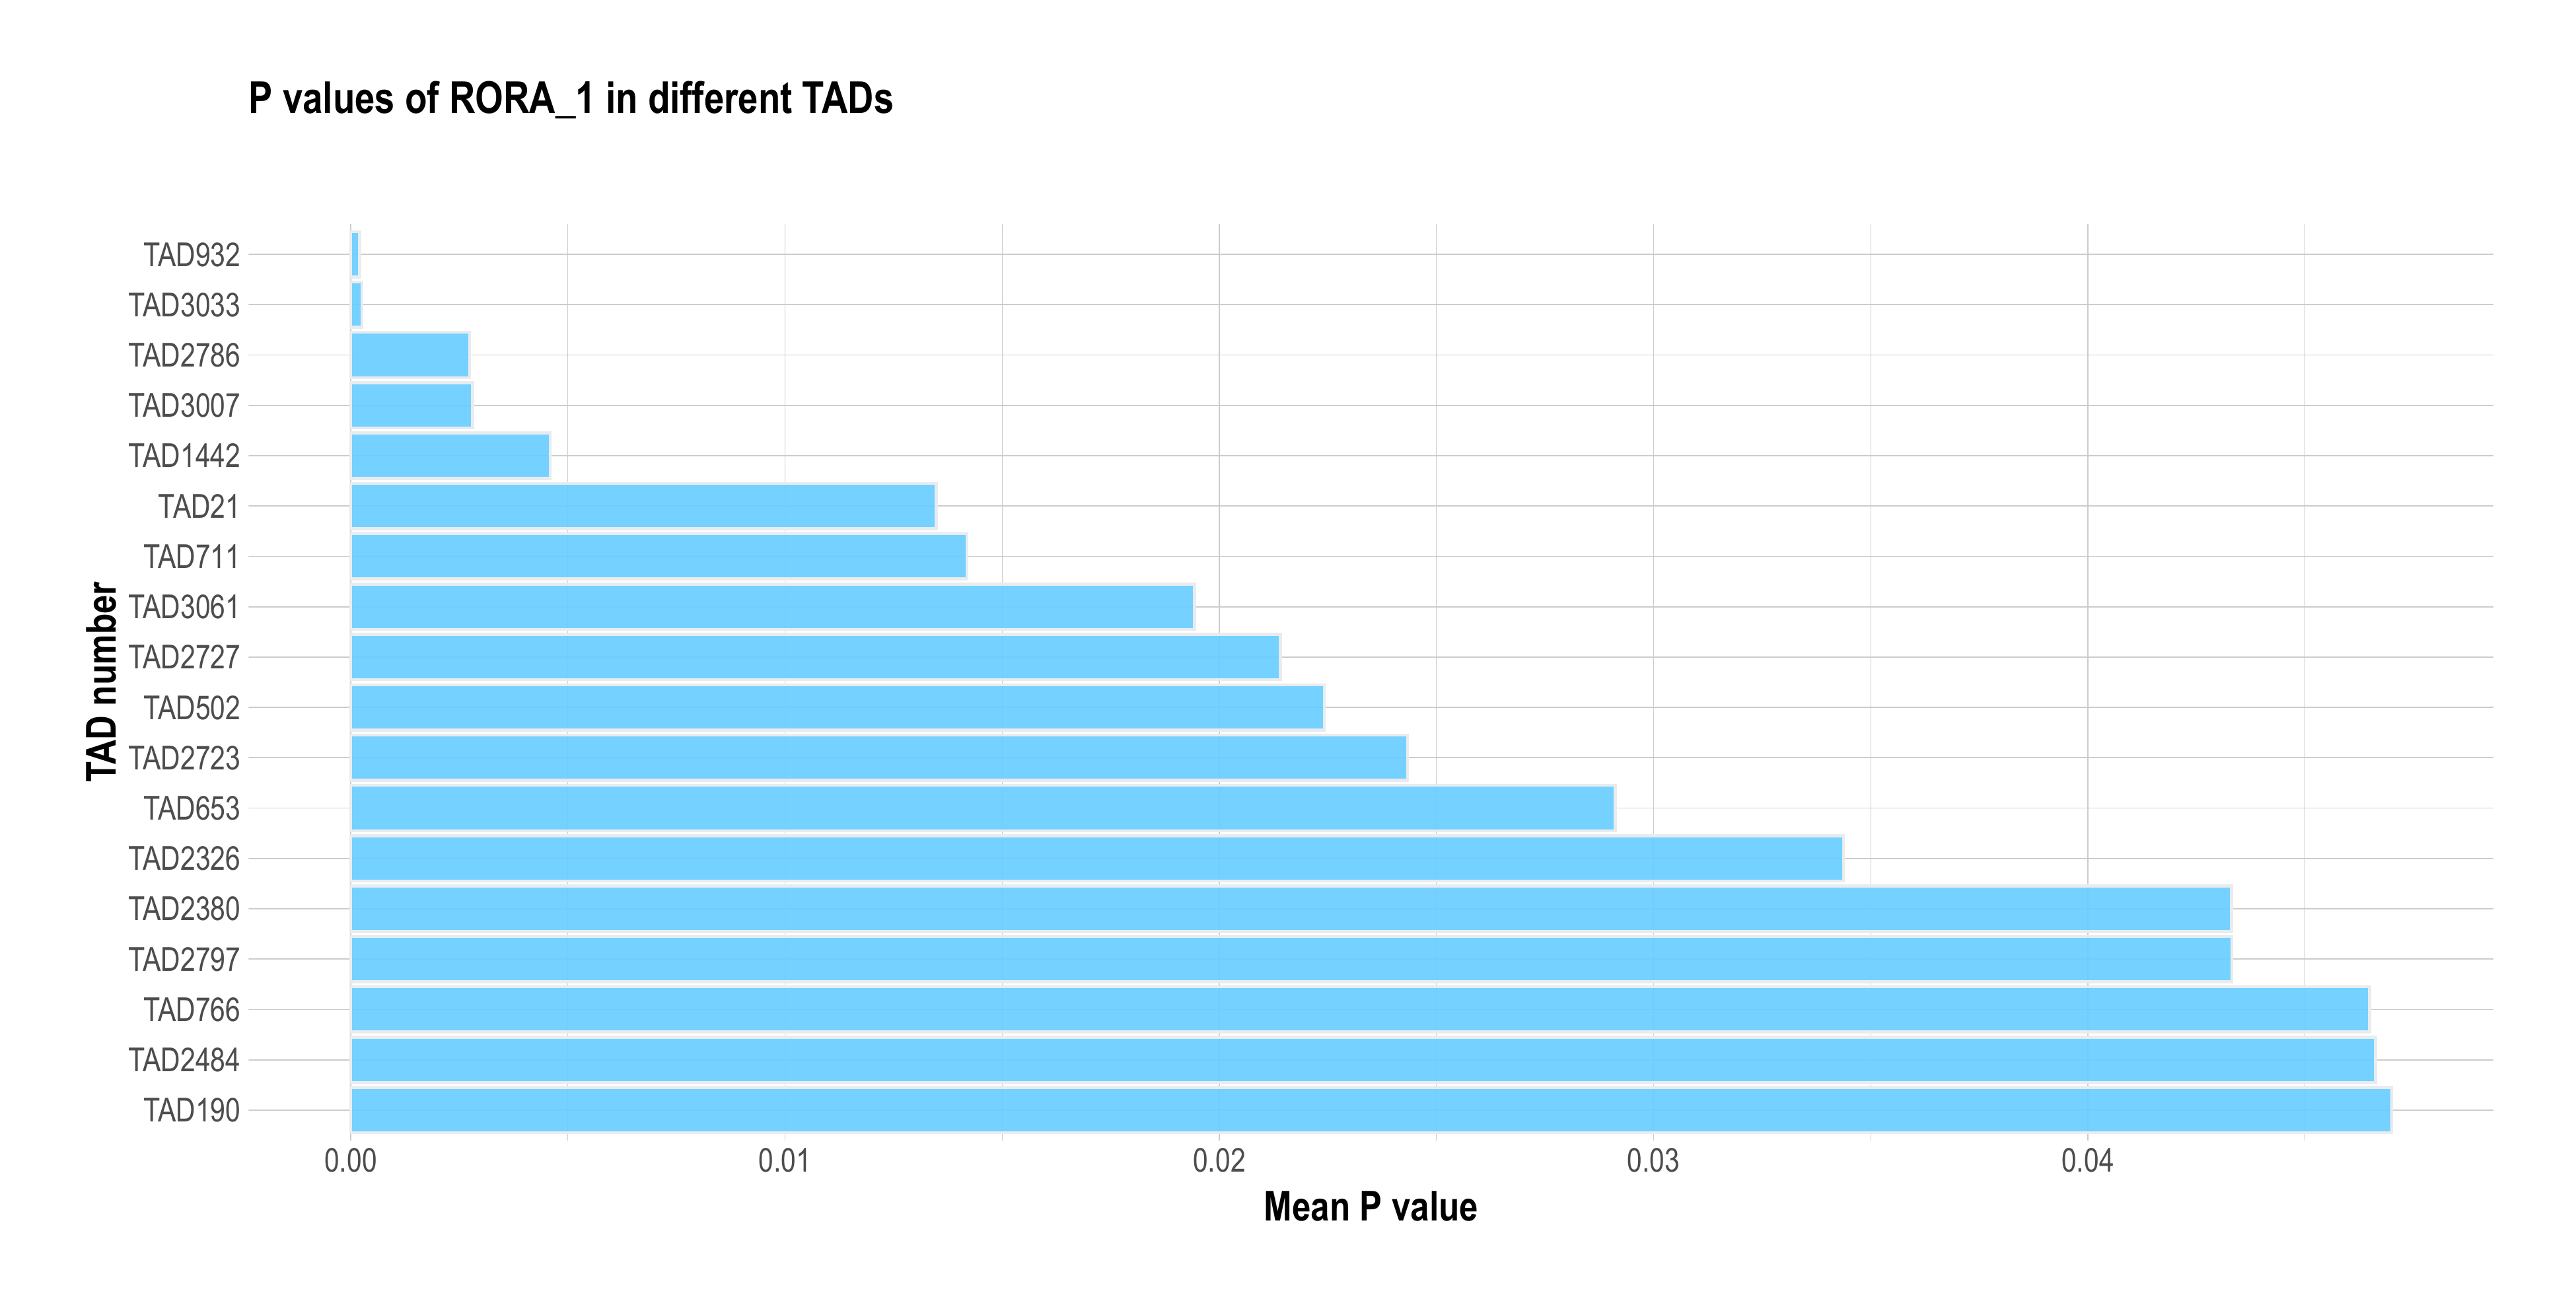 P values of RORA_1 in different TADs
TAD number
TAD932
TAD3033
TAD2786
TAD3007
TAD1442
TAD21
TAD711
TAD3061
TAD2727
TAD502
TAD2723
TAD653
TAD2326
TAD2380
TAD2797
TAD766
TAD2484
TAD190
0.00 0.01 0.02 0.03 0.04
Mean P value